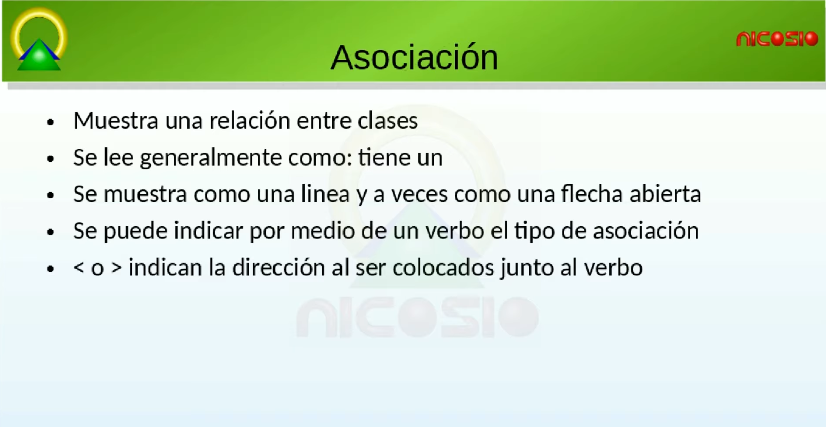 Asociación
NICOSIO
• Muestra una relación entre clases
• Se lee generalmente como: tiene un
• Se muestra como una linea y a veces como una flecha abierta
• Se puede indicar por medio de un verbo el tipo de asociación
• < o > indican la dirección al ser colocados junto al verbo
NICOSIO